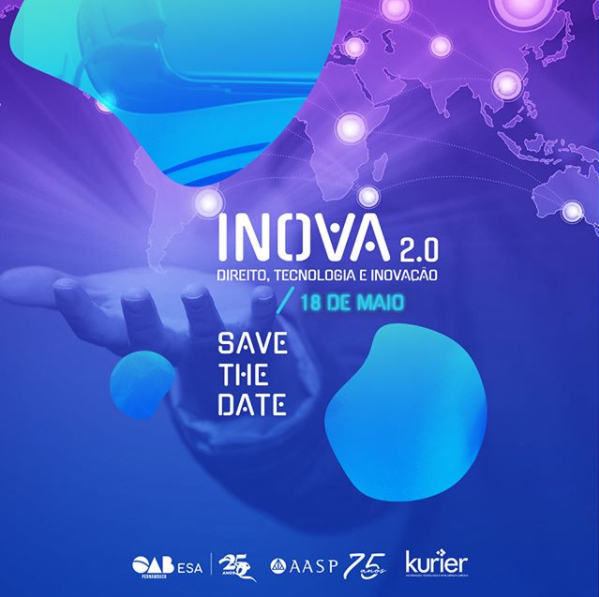 INOVA 2.0
DIREITO, TECNOLOGIA E INOVAÇÃO
/ 18 DE MAIO
SAVE
THE
DATE
OAB ESA 25 AASP 75 anos kurier
PERNAMBUCO ANOS